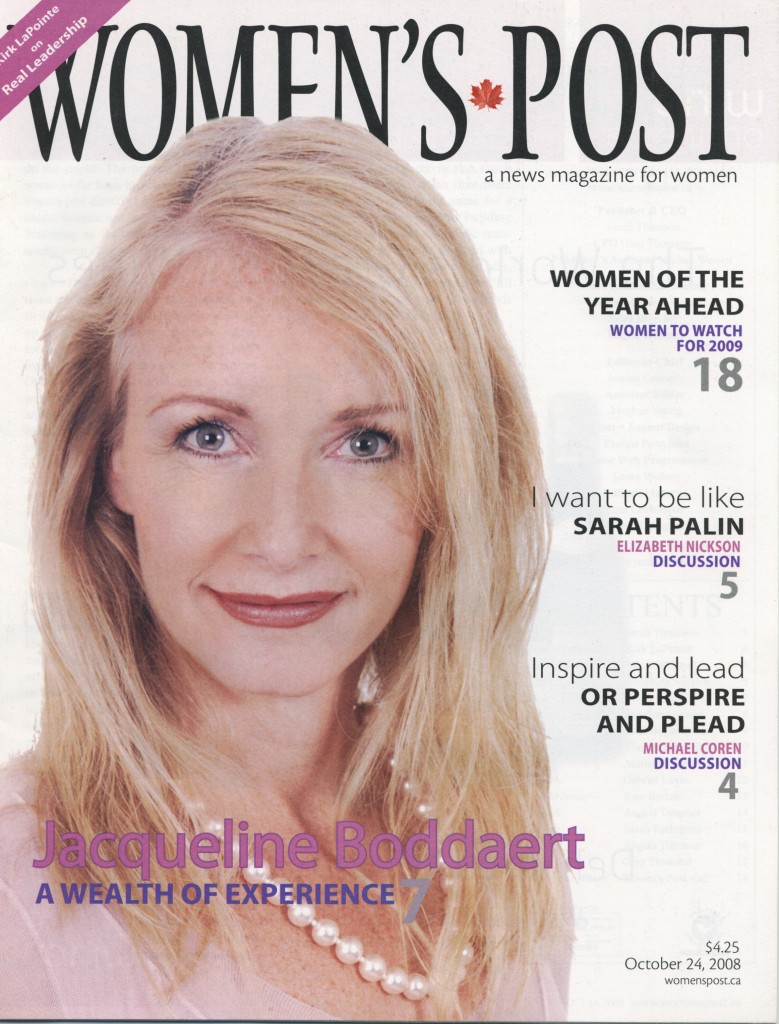 Kirk LaPointe
on
Real Leadership
WOMEN'S POST
a news magazine for women
WOMEN OF THE
YEAR AHEAD
WOMEN TO WATCH
FOR 2009
18
I want to be like
SARAH PALIN
ELIZABETH NICKSON
DISCUSSION
5
Inspire and lead
OR PERSPIRE
AND PLEAD
MICHAEL COREN
DISCUSSION
4
Jacqueline Boddaert
A WEALTH OF EXPERIENCE 7
$4.25
October 24, 2008
womenspost.ca